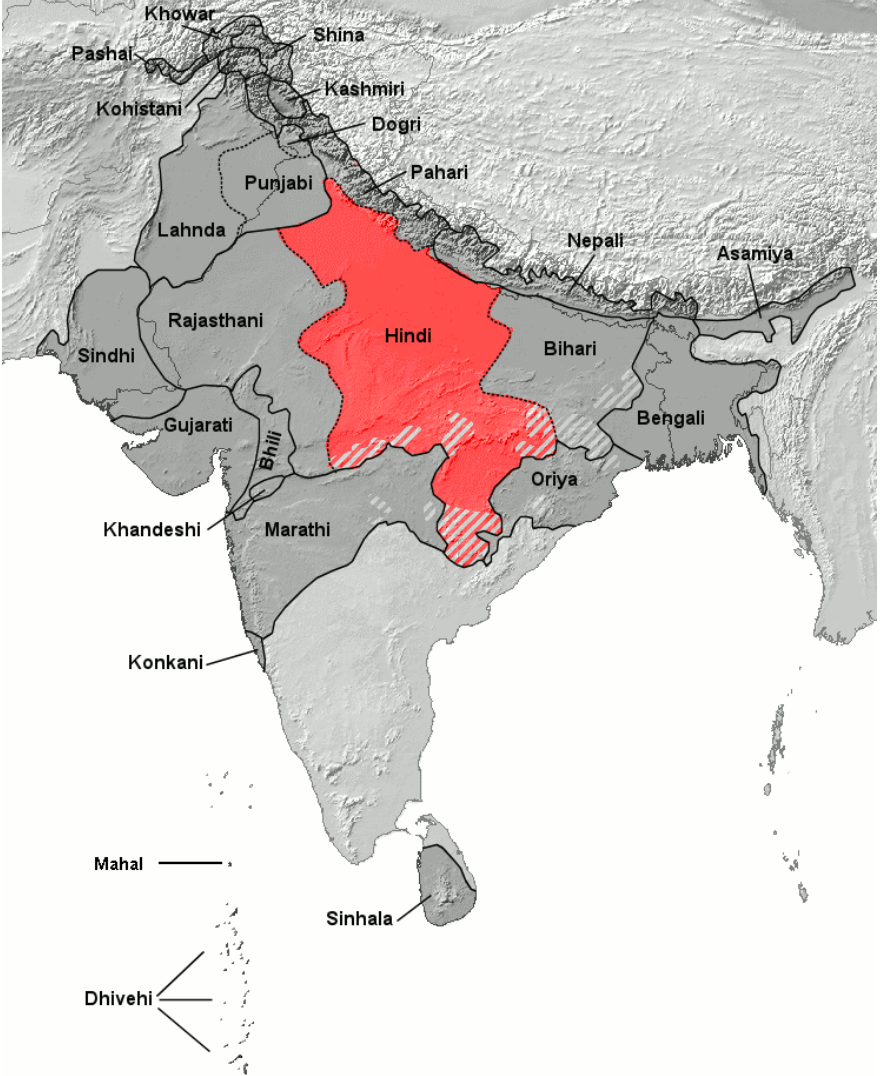 Khowar
Shina
Pashai
Kashmiri
Kohistani
Dogri
Pahari
Punjabi
Lahnda
Nepali
Asamiya
Rajasthani
Hindi
Bihari
Sindhi
Gujarati
Bengali
Bhili
Oriya
Khandeshi
Marathi
Konkani
Mahal
Sinhala
Dhivehi